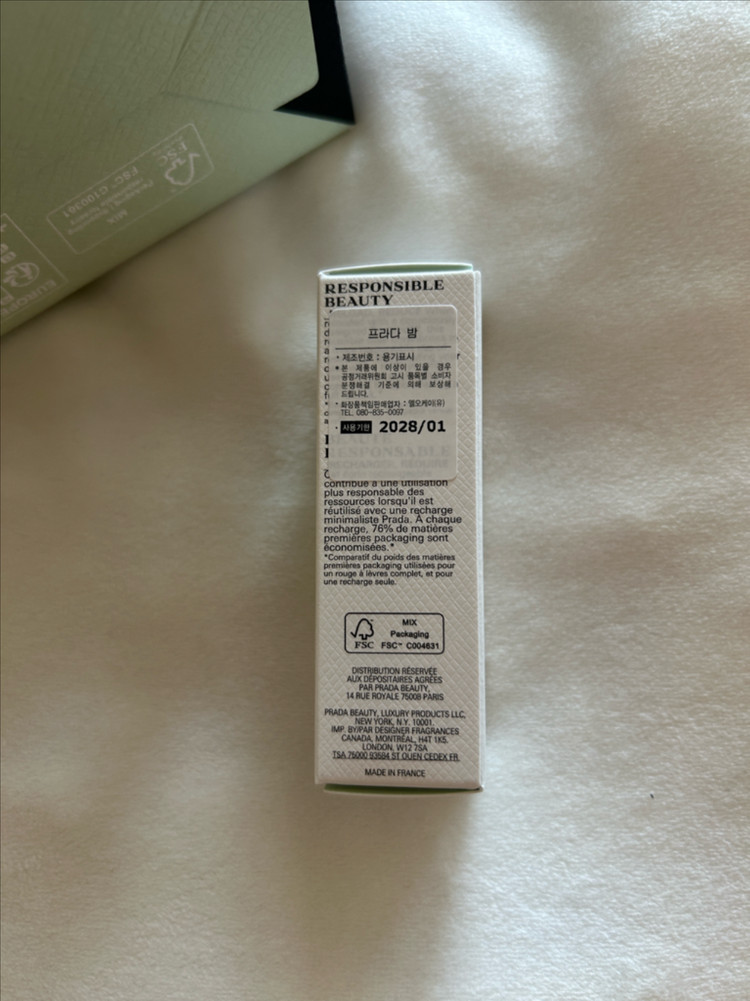 FSC
FSC™ C100361
MIX
RESPONSIBLE
BEAUTY
프라다 밤
• 제조번호 : 용기표시
• 본 제품에 이상이 있을 경우
공정거래위원회 고시 품목별 소비자
분쟁해결 기준에 의해 보상해
드립니다.
• 화장품책임판매업자 : 엘오케이(유)
TEL. 080-835-0097
• 사용기한 2028/01
contribue à une utilisation
plus responsable des
ressources lorsqu'il est
réutilisé avec une recharge
minimaliste Prada. À chaque
recharge, 76% de matières
premières packaging sont
économisées.*
*Comparatif du poids des matières
premières packaging utilisées pour
un rouge à lèvres complet, et pour
une recharge seule.
MIX
Packaging
FSC FSC™ C004631
DISTRIBUTION RÉSERVÉE
AUX DÉPOSITAIRES AGRÉÉS
PAR PRADA BEAUTY,
14 RUE ROYALE 75008 PARIS
PRADA BEAUTY, LUXURY PRODUCTS LLC,
NEW YORK, N.Y. 10001.
IMP. BY/PAR DESIGNER FRAGRANCES
CANADA, MONTRÉAL, H4T 1K5.
LONDON, W12 7SA
TSA 75000 93584 ST OUEN CEDEX FR.
MADE IN FRANCE